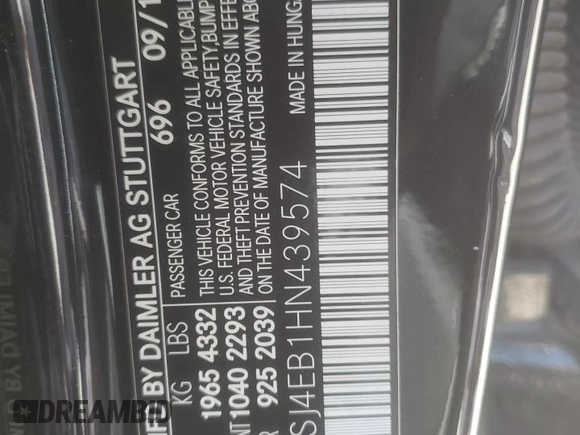 BY DAIMLER AG STUTTGART
696 09/1
KG LBS PASSENGER CAR
1965 4332 THIS VEHICLE CONFORMS TO ALL APPLICABLE
1040 2293 U.S. FEDERAL MOTOR VEHICLE SAFETY, BUMP
925 2039 AND THEFT PREVENTION STANDARDS IN EFFE
ON THE DATE OF MANUFACTURE SHOWN ABO
MADE IN HUNG
SJ4EB1HN439574
DREAMBID